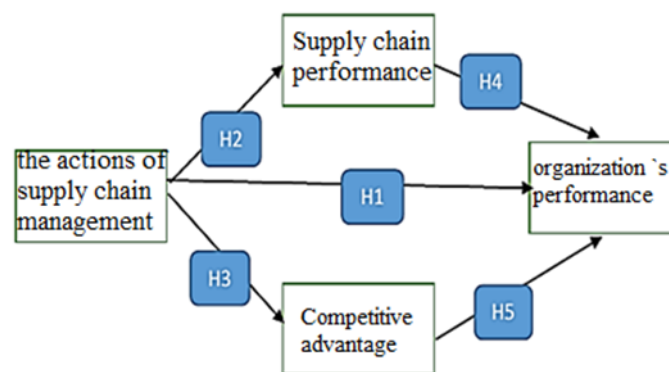 Supply chain
performance
H4
H2
the actions of
supply chain
management
H1
organization `s
performance
H3
Competitive
advantage
H5